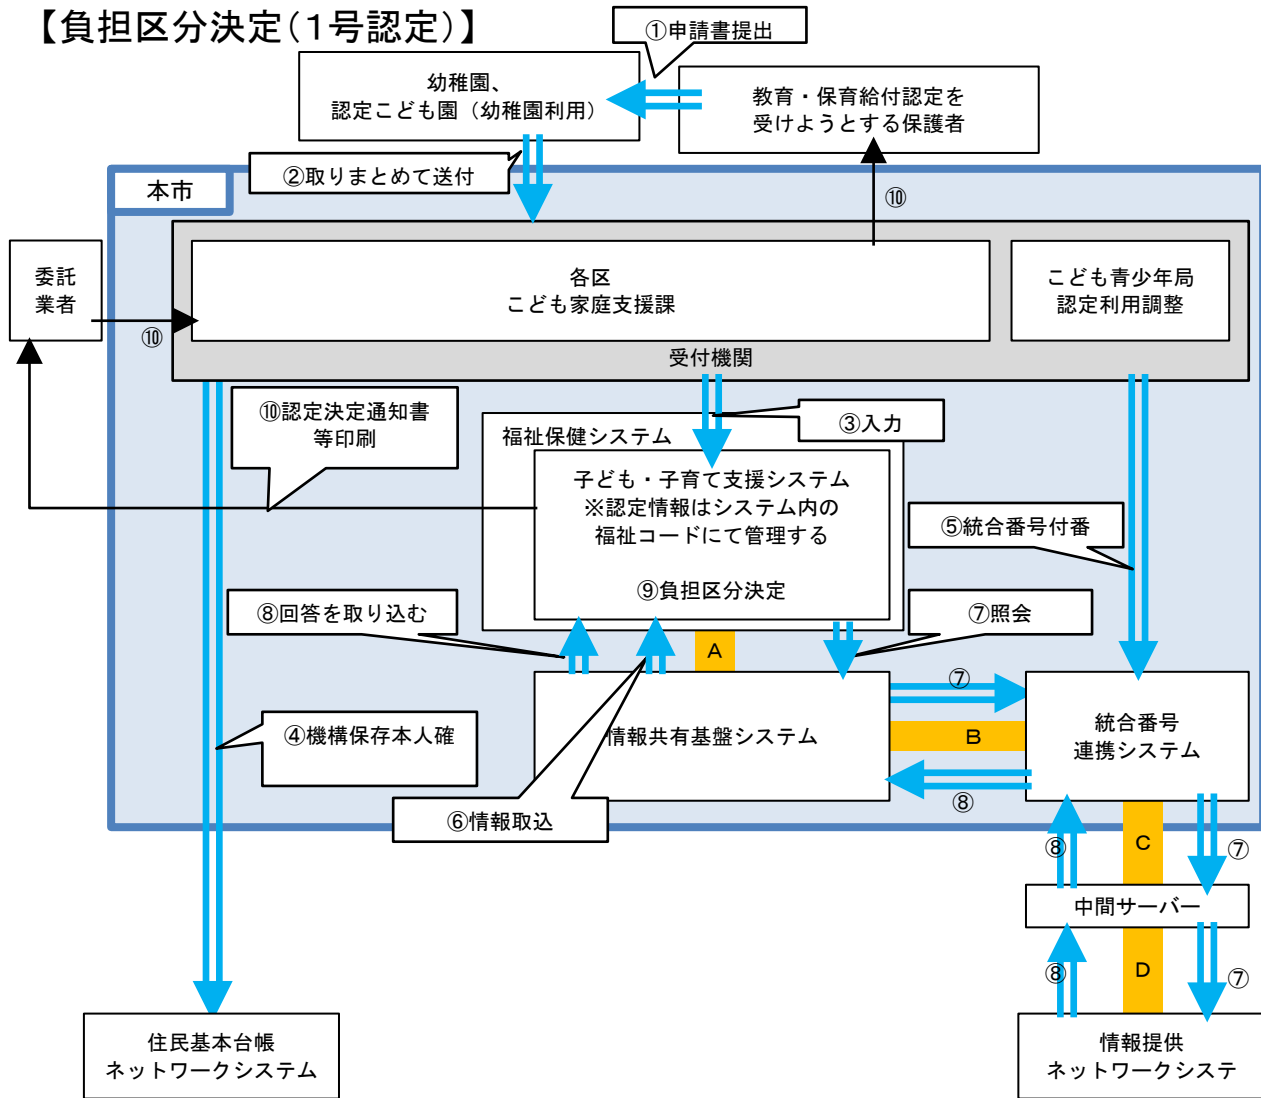 【負担区分決定（１号認定）】
①申請書提出
幼稚園、
認定こども園（幼稚園利用）
教育・保育給付認定を
受けようとする保護者
②取りまとめて送付
本市
⑩
委託
業者
各区
こども家庭支援課
こども青少年局
認定利用調整
⑩
受付機関
⑩認定決定通知書
等印刷
③入力
福祉保健システム
子ども・子育て支援システム
※認定情報はシステム内の
福祉コードにて管理する
⑤統合番号付番
⑨負担区分決定
⑧回答を取り込む
⑦照会
A
⑦
情報共有基盤システム
B
統合番号
連携システム
④機構保存本人確
⑧
⑥情報取込
⑧
C
⑦
中間サーバー
⑧
D
⑦
住民基本台帳
ネットワークシステム
情報提供
ネットワークシステ